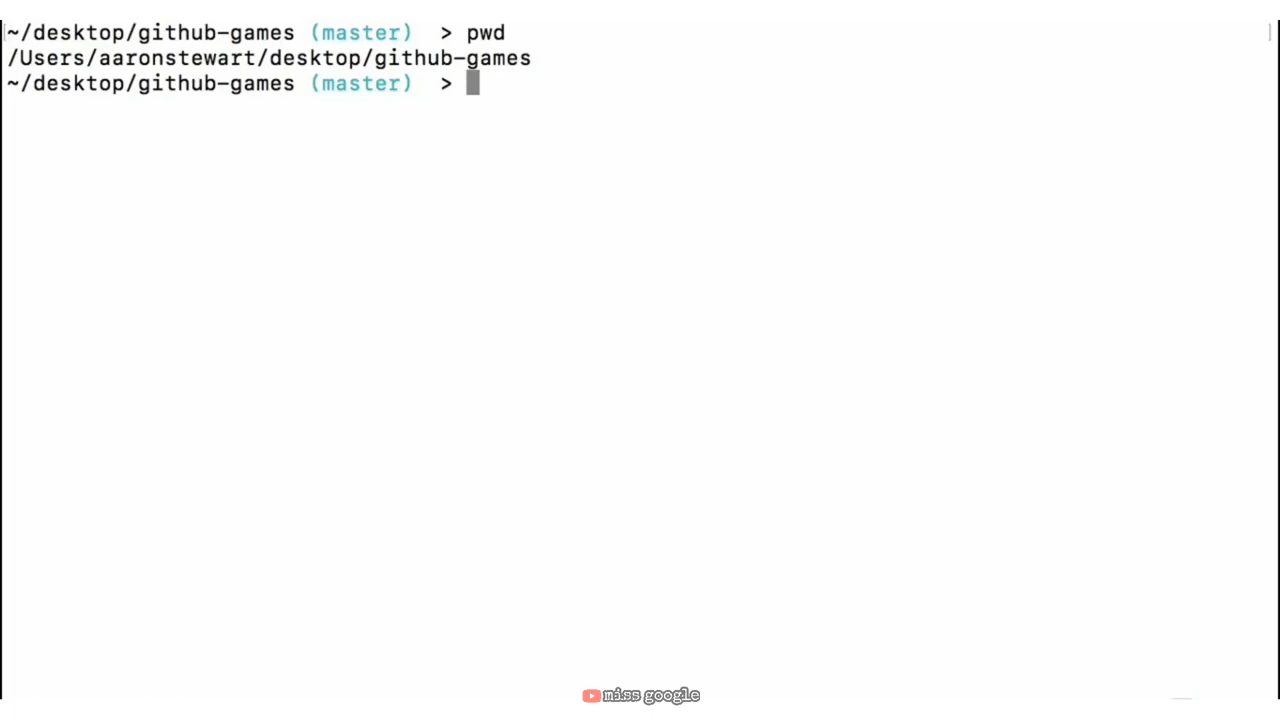 ~/desktop/github-games (master) > pwd
/Users/aaronstewart/desktop/github-games
~/desktop/github-games (master) >
miss google